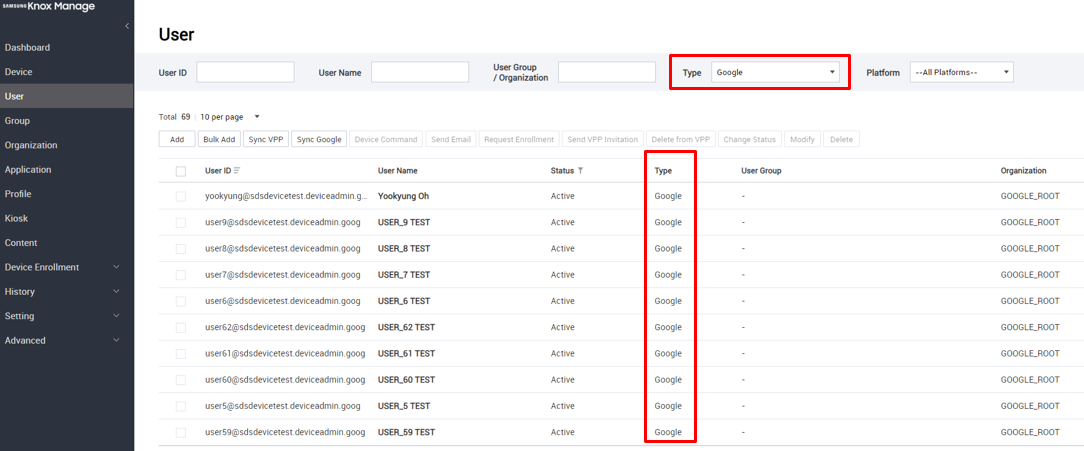 SAMSUNG Knox Manage
Dashboard
Device
User
Group
Organization
Application
Profile
Kiosk
Content
Device Enrollment
History
Setting
Advanced
User
User ID
User Name
User Group
/ Organization
Type Google
Platform --All Platforms--
Total 69 10 per page
Add Bulk Add Sync VPP Sync Google Device Command Send Email Request Enrollment Send VPP Invitation Delete from VPP Change Status Modify Delete
User ID User Name Status Type User Group Organization
yookyung@sdsdevicetest.deviceadmin.g... Yookyung Oh Active Google - GOOGLE_ROOT
user9@sdsdevicetest.deviceadmin.goog USER_9 TEST Active Google - GOOGLE_ROOT
user8@sdsdevicetest.deviceadmin.goog USER_8 TEST Active Google - GOOGLE_ROOT
user7@sdsdevicetest.deviceadmin.goog USER_7 TEST Active Google - GOOGLE_ROOT
user6@sdsdevicetest.deviceadmin.goog USER_6 TEST Active Google - GOOGLE_ROOT
user62@sdsdevicetest.deviceadmin.goog USER_62 TEST Active Google - GOOGLE_ROOT
user61@sdsdevicetest.deviceadmin.goog USER_61 TEST Active Google - GOOGLE_ROOT
user60@sdsdevicetest.deviceadmin.goog USER_60 TEST Active Google - GOOGLE_ROOT
user5@sdsdevicetest.deviceadmin.goog USER_5 TEST Active Google - GOOGLE_ROOT
user59@sdsdevicetest.deviceadmin.goog USER_59 TEST Active Google - GOOGLE_ROOT